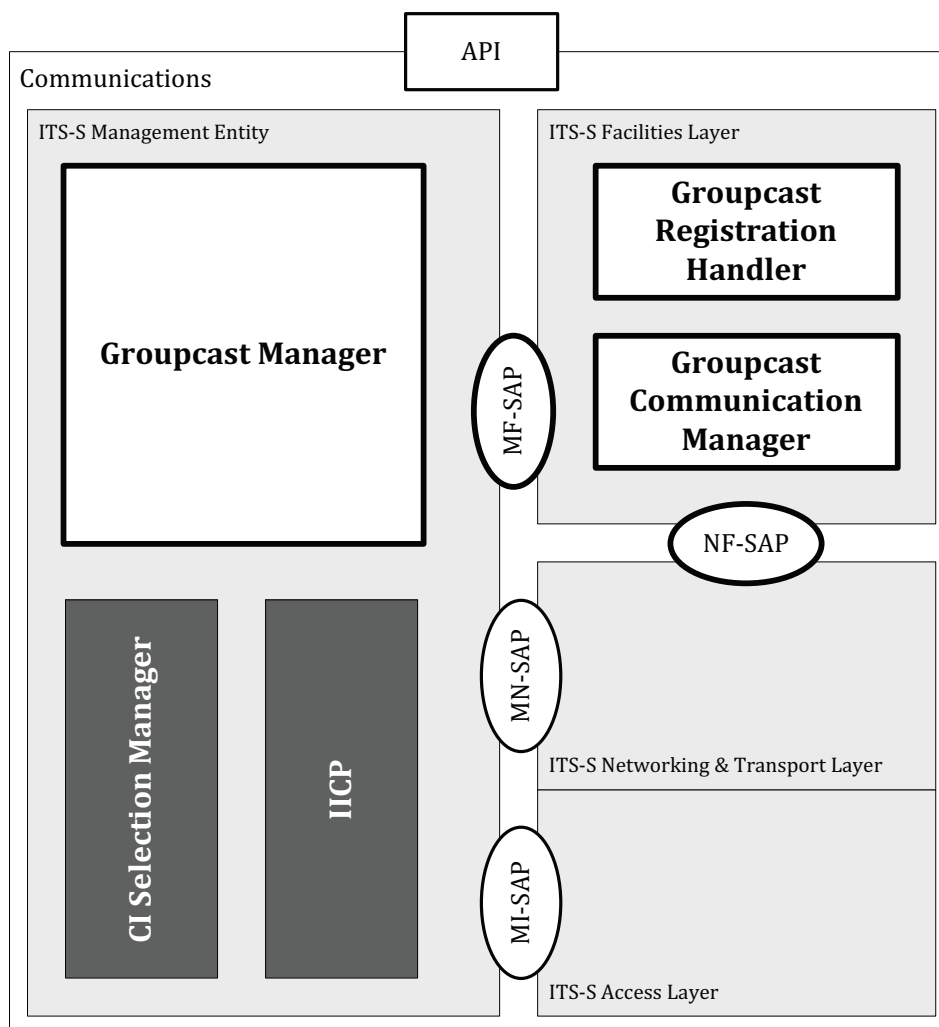 API
Communications
ITS-S Management Entity
Groupcast Manager
CI Selection Manager
IICP
MF-SAP
MN-SAP
MI-SAP
ITS-S Facilities Layer
Groupcast
Registration
Handler
Groupcast
Communication
Manager
NF-SAP
ITS-S Networking & Transport Layer
ITS-S Access Layer